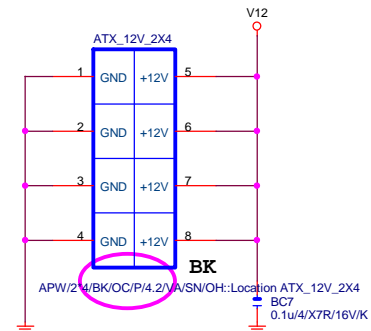 V12
ATX_12V_2X4
1 GND +12V 5
2 GND +12V 6
3 GND +12V 7
4 GND +12V 8
BK
APW/2*4/BK/OC/P/4.2/VA/SN/OH::Location ATX_12V_2X4
BC7
0.1u/4/X7R/16V/K